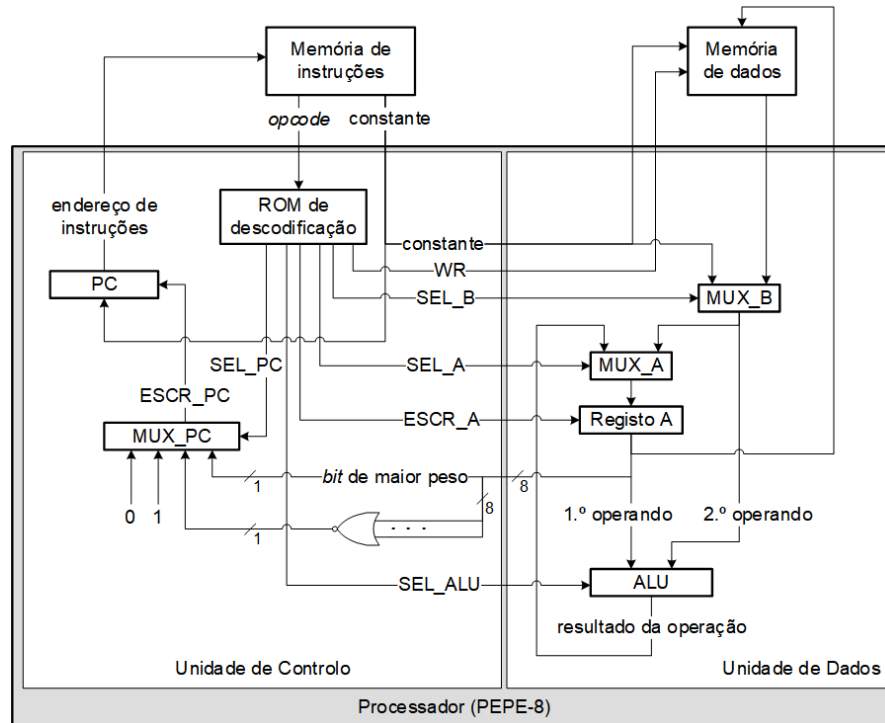 Memória de
instruções
Memória
de dados
opcode constante
endereço de
instruções
ROM de
descodificação
constante
WR
PC
SEL_B
MUX_B
SEL_PC
SEL_A
MUX_A
ESCR_PC
ESCR_A
Registo A
MUX_PC
bit de maior peso
1
8
8
0 1
1
. . .
1.º operando 2.º operando
SEL_ALU
ALU
resultado da operação
Unidade de Controlo
Unidade de Dados
Processador (PEPE-8)